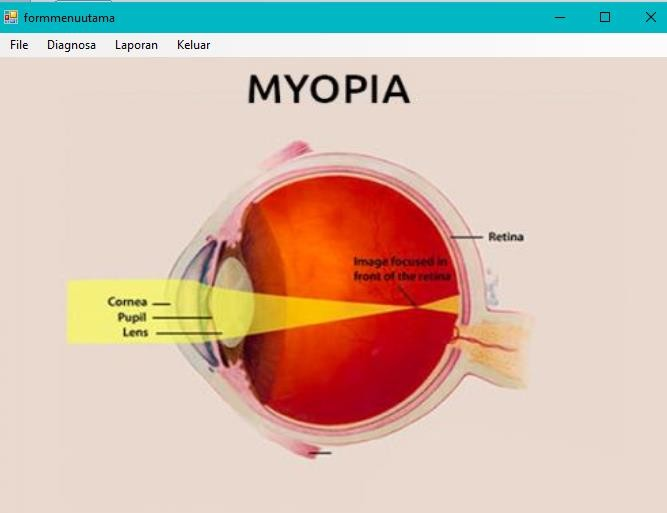 formmenuutama
File Diagnosa Laporan Keluar
MYOPIA
Retina
Image focused in
front of the retina
Cornea
Pupil
Lens